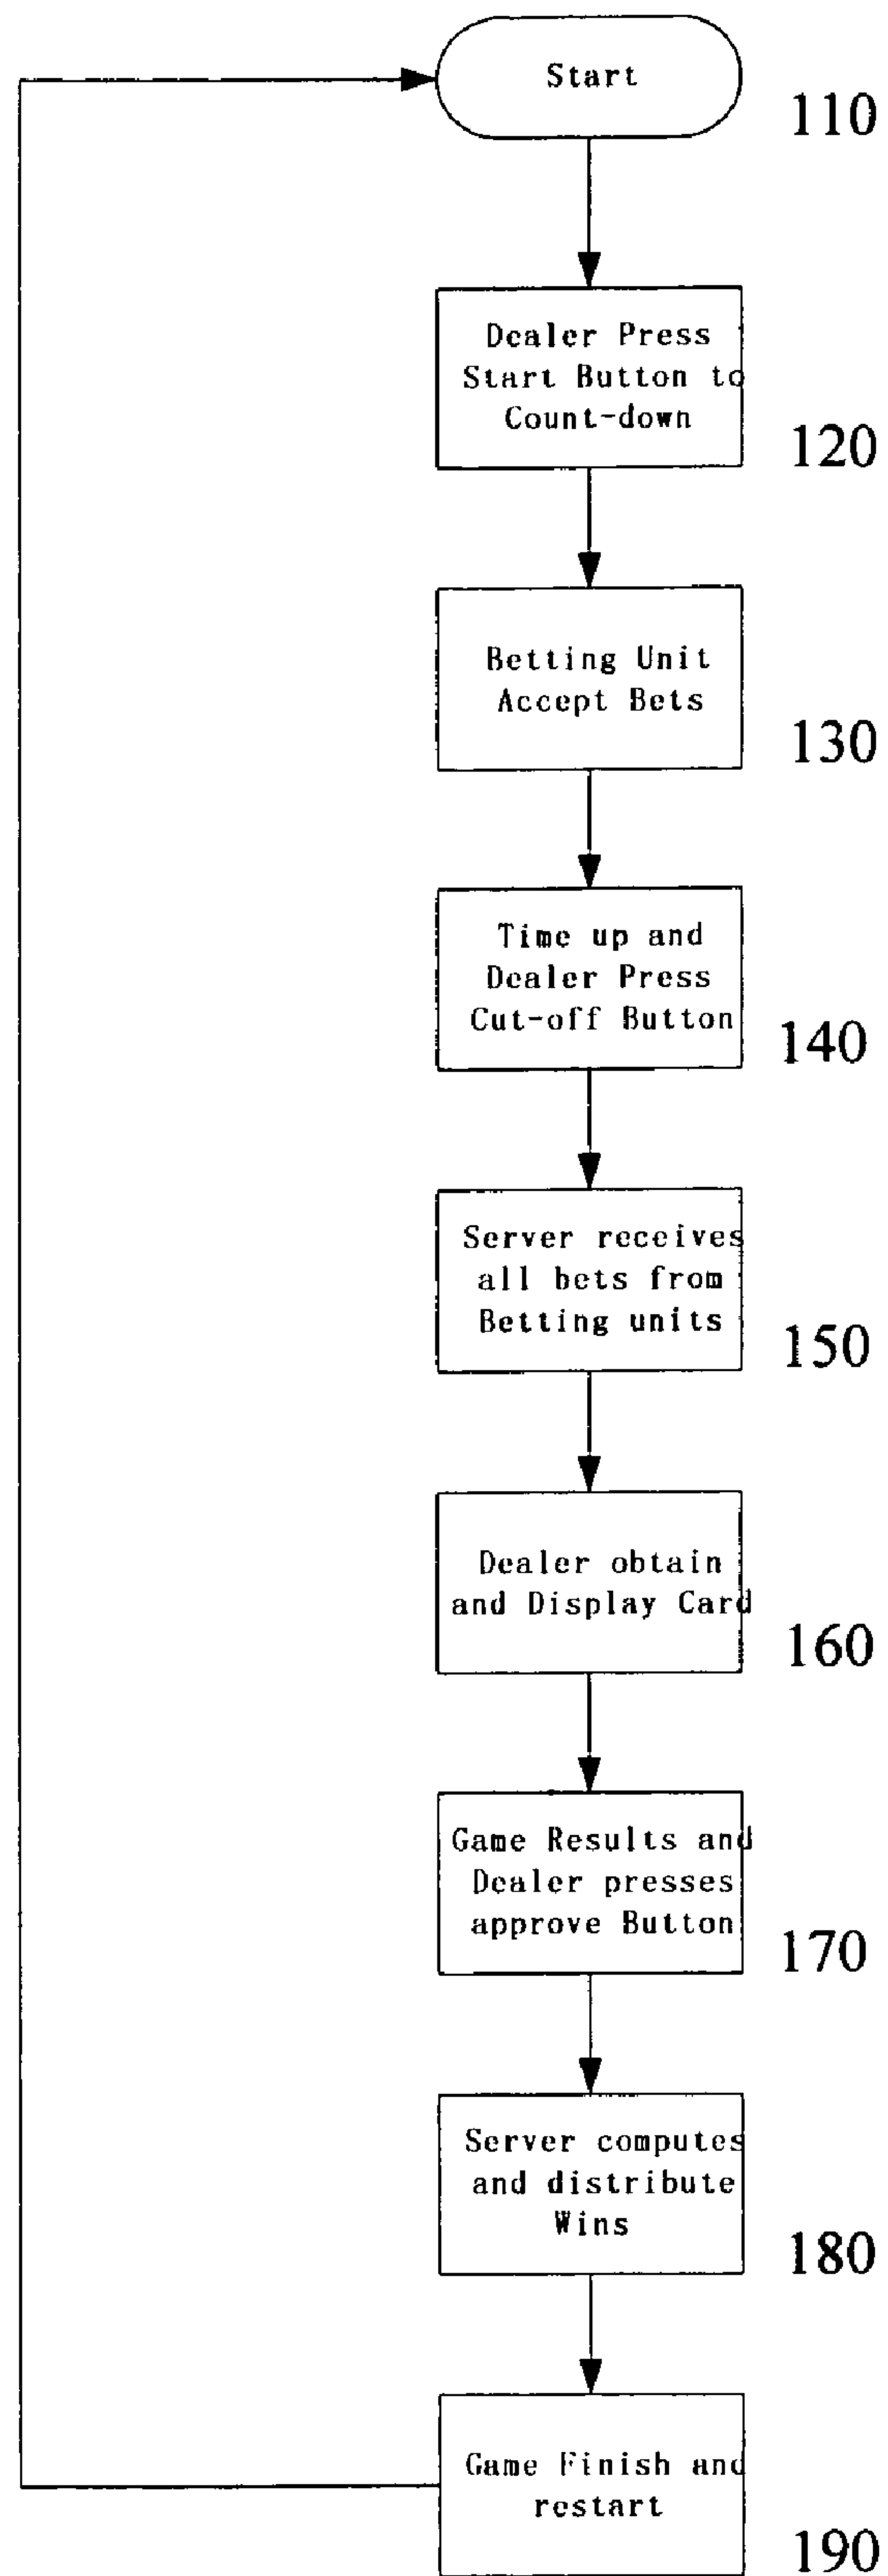 Start
110
Dealer Press
Start Button to
Count-down
120
Betting Unit
Accept Bets
130
Time up and
Dealer Press
Cut-off Button
140
Server receives
all bets from
Betting units
150
Dealer obtain
and Display Card
160
Game Results and
Dealer presses
approve Button
170
Server computes
and distribute
Wins
180
Game Finish and
restart
190